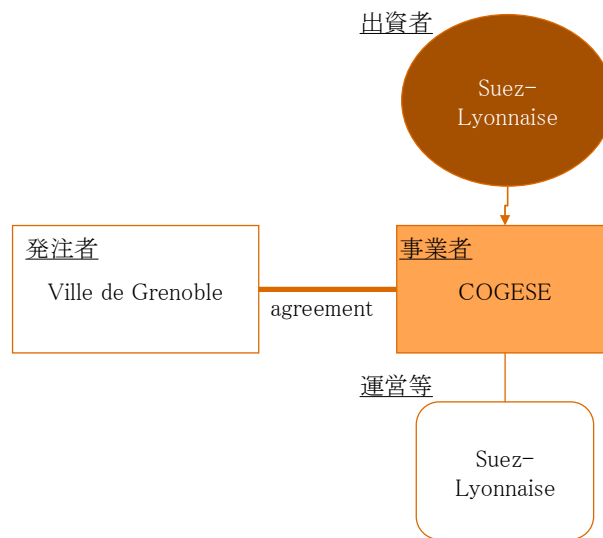 出資者
Suez-
Lyonnaise
発注者
Ville de Grenoble
agreement
事業者
COGESE
運営等
Suez-
Lyonnaise